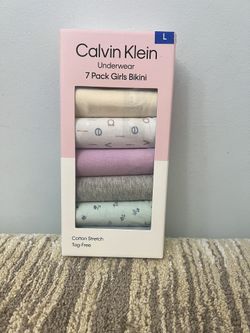 L
Calvin Klein
Underwear
7 Pack Girls Bikini
Cotton Stretch
Tag-Free